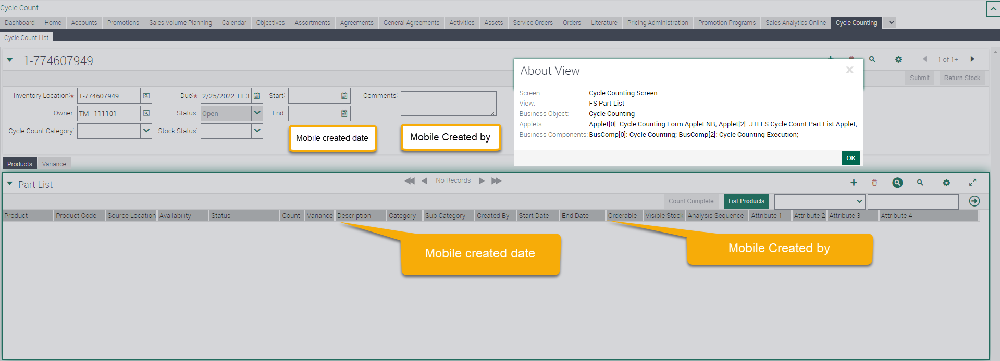 Cycle Count:
Dashboard Home Accounts Promotions Sales Volume Planning Calendar Objectives Assortments Agreements General Agreements Activities Assets Service Orders Orders Literature Pricing Administration Promotion Programs Sales Analytics Online Cycle Counting
Cycle Count List
1-774607949
1 of 1+
Submit Return Stock
Inventory Location:* 1-774607949 Due* 2/25/2022 11:3 Start: Comments:
Owner: TM - 111101 Status: Open End:
Cycle Count Category: Stock Status:
Mobile created date
Mobile Created by
About View
X
Screen: Cycle Counting Screen
View: FS Part List
Business Object: Cycle Counting
Applets: Applet[0]: Cycle Counting Form Applet NB; Applet[2]: JTI FS Cycle Count Part List Applet;
Business Components: BusComp[0]: Cycle Counting; BusComp[2]: Cycle Counting Execution;
OK
Products Variance
Part List
No Records
Count Complete List Products
Product Product Code Source Location Availability Status Count Variance Description Category Sub Category Created By Start Date End Date Orderable Visible Stock Analysis Sequence Attribute 1 Attribute 2 Attribute 3 Attribute 4
Mobile created date
Mobile Created by